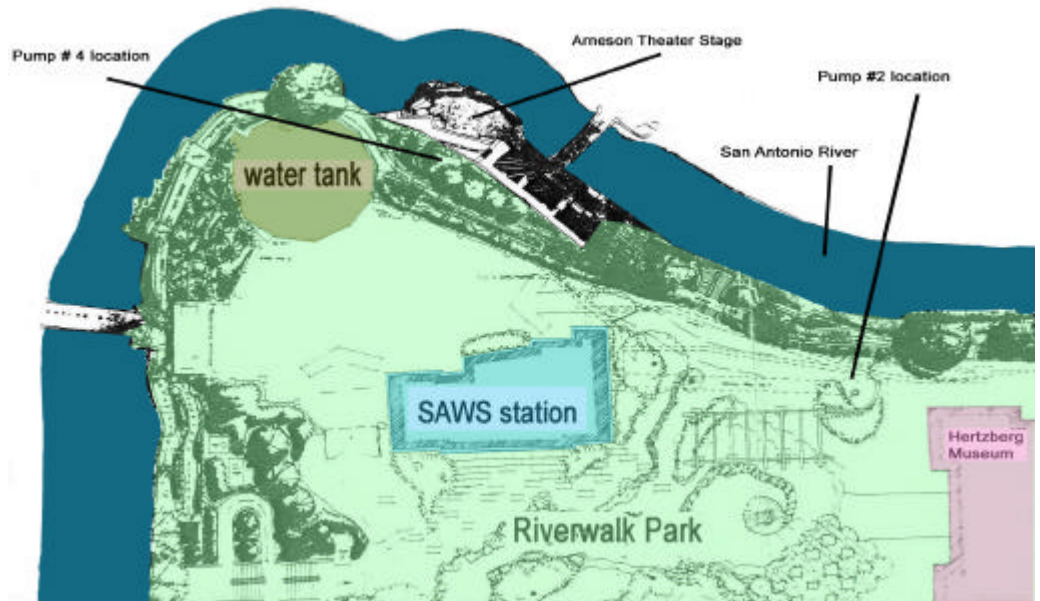 Arneson Theater Stage
Pump # 4 location
Pump #2 location
San Antonio River
water tank
SAWS station
Hertzberg
Museum
Riverwalk Park